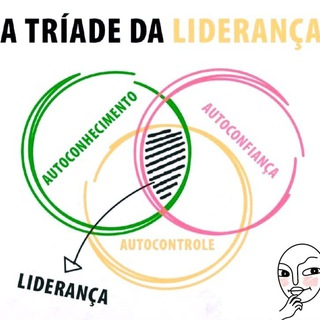 A TRÍADE DA LIDERANÇA
AUTOCONHECIMENTO
AUTOCONFIANÇA
AUTOCONTROLE
LIDERANÇA